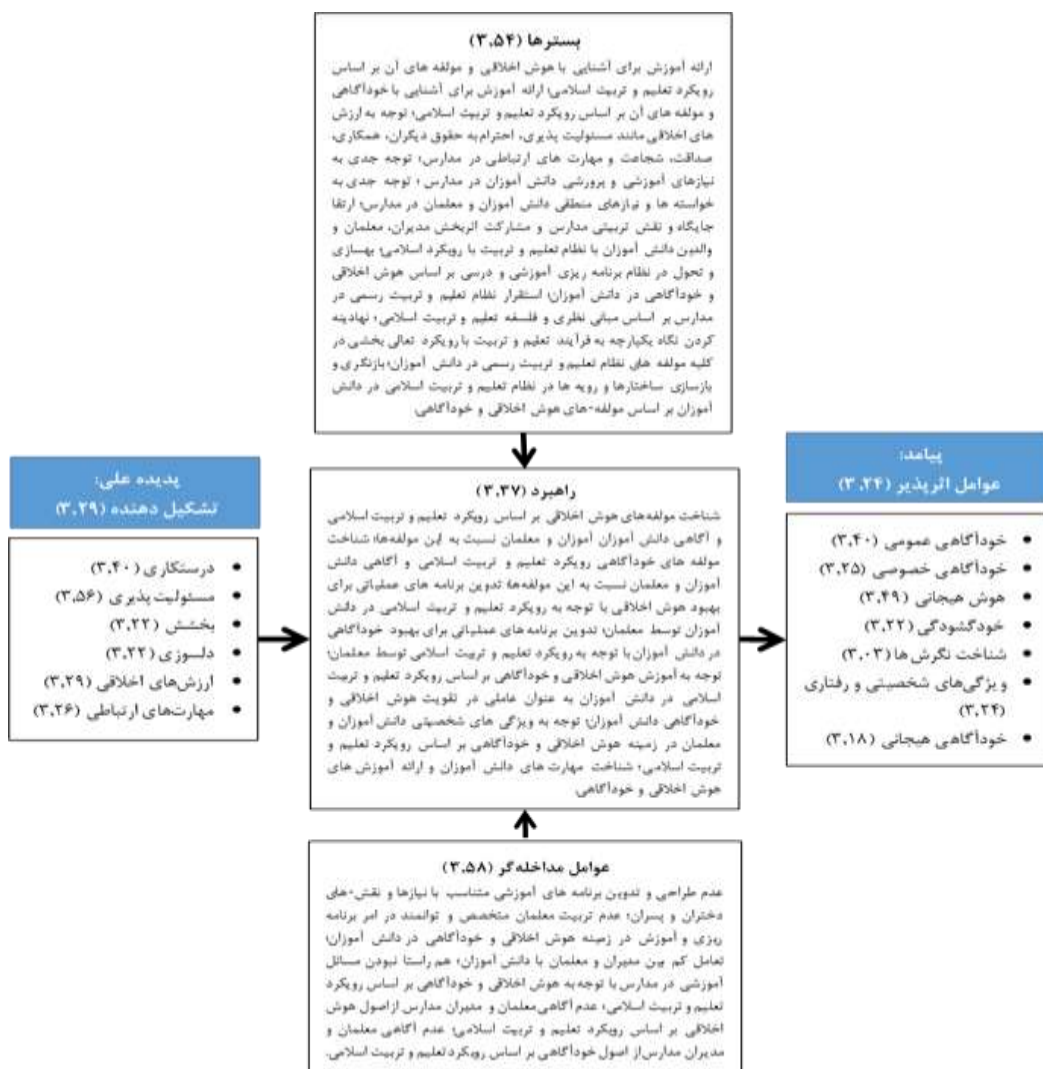 بسترها (۳,۵۴)
ارائه آموزش برای آشنایی با هوش اخلاقی و مولفه های آن بر اساس
رویکرد تعلیم و تربیت اسلامی؛ ارائه آموزش برای آشنایی با خودآگاهی
و مولفه های آن بر اساس رویکرد تعلیم و تربیت اسلامی؛ توجه به ارزش
های اخلاقی مانند مسئولیت پذیری، احترام به حقوق دیگران، همکاری،
صداقت، شجاعت و مهارت های ارتباطی در مدارس؛ توجه جدی به
نیازهای آموزشی و پرورشی دانش آموزان در مدارس ؛ توجه جدی به
خواسته ها و نیازهای منطقی دانش آموزان و معلمان در مدارس؛ ارتقا
جایگاه و نقش تربیتی مدارس و مشارکت اثربخش مدیران، معلمان و
والدین دانش آموزان با نظام تعلیم و تربیت با رویکرد اسلامی؛ بهسازی
و تحول در نظام برنامه ریزی آموزشی و درسی بر اساس هوش اخلاقی
و خودآگاهی در دانش آموزان؛ استقرار نظام تعلیم و تربیت رسمی در
مدارس بر اساس مبانی نظری و فلسفه تعلیم و تربیت اسلامی؛ نهادینه
کردن نگاه یکپارچه به فرآیند تعلیم و تربیت با رویکرد تعالی بخشی در
کلیه مولفه های نظام تعلیم و تربیت رسمی در دانش آموزان؛ بازنگری و
بازسازی ساختارها و رویه ها در نظام تعلیم و تربیت اسلامی در دانش
آموزان بر اساس مولفه-های هوش اخلاقی و خودآگاهی.
پدیده علی:
تشکیل دهنده (۳,۲۹)
درستکاری (۳,۴۰)
مسئولیت پذیری (۳,۵۶)
بخشش (۳,۲۲)
دلسوزی (۳,۲۲)
ارزش‌های اخلاقی (۳,۲۹)
مهارت‌های ارتباطی (۳,۲۶)
راهبرد (۳,۳۷)
شناخت مولفه‌های هوش اخلاقی بر اساس رویکرد تعلیم و تربیت اسلامی
و آگاهی دانش آموزان آموزان و معلمان نسبت به این مولفه‌ها؛ شناخت
مولفه های خودآگاهی رویکرد تعلیم و تربیت اسلامی و آگاهی دانش
آموزان و معلمان نسبت به این مولفه‌ها؛ تدوین برنامه های عملیاتی برای
بهبود هوش اخلاقی با توجه به رویکرد تعلیم و تربیت اسلامی در دانش
آموزان توسط معلمان؛ تدوین برنامه های عملیاتی برای بهبود خودآگاهی
در دانش آموزان با توجه به رویکرد تعلیم و تربیت اسلامی توسط معلمان؛
توجه به آموزش هوش اخلاقی و خودآگاهی بر اساس رویکرد تعلیم و تربیت
اسلامی در دانش آموزان به عنوان عاملی در تقویت هوش اخلاقی و
خودآگاهی دانش آموزان؛ توجه به ویژگی های شخصیتی دانش آموزان و
معلمان در زمینه هوش اخلاقی و خودآگاهی بر اساس رویکرد تعلیم و
تربیت اسلامی؛ شناخت مهارت های دانش آموزان و ارائه آموزش های
هوش اخلاقی و خودآگاهی.
پیامد:
عوامل اثرپذیر (۳,۲۴)
خودآگاهی عمومی (۳,۴۰)
خودآگاهی خصوصی (۳,۲۵)
هوش هیجانی (۳,۴۹)
خودگشودگی (۳,۲۲)
شناخت نگرش ها (۳,۰۳)
ویژگی‌های شخصیتی و رفتاری
(۳,۲۴)
خودآگاهی هیجانی (۳,۱۸)
عوامل مداخله‌گر (۳,۵۸)
عدم طراحی و تدوین برنامه های آموزشی متناسب با نیازها و نقش-های
دختران و پسران؛ عدم تربیت معلمان متخصص و توانمند در امر برنامه
ریزی و آموزش در زمینه هوش اخلاقی و خودآگاهی در دانش آموزان؛
تعامل کم بین مدیران و معلمان با دانش آموزان؛ هم راستا نبودن مسائل
آموزشی در مدارس با توجه به هوش اخلاقی و خودآگاهی بر اساس رویکرد
تعلیم و تربیت اسلامی؛ عدم آگاهی معلمان و مدیران مدارس از اصول هوش
اخلاقی بر اساس رویکرد تعلیم و تربیت اسلامی؛ عدم آگاهی معلمان و
مدیران مدارس از اصول خودآگاهی بر اساس رویکرد تعلیم و تربیت اسلامی.